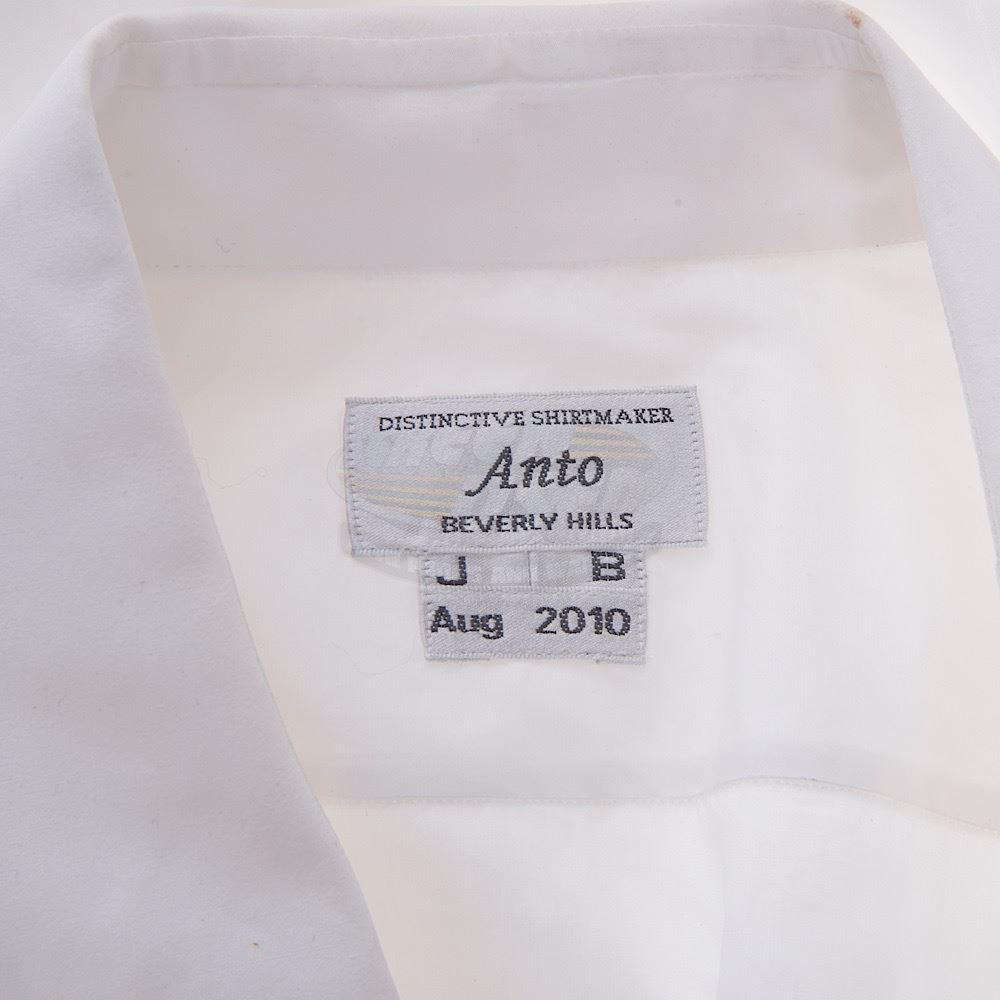 DISTINCTIVE SHIRTMAKER
Anto
BEVERLY HILLS
J B
Aug 2010